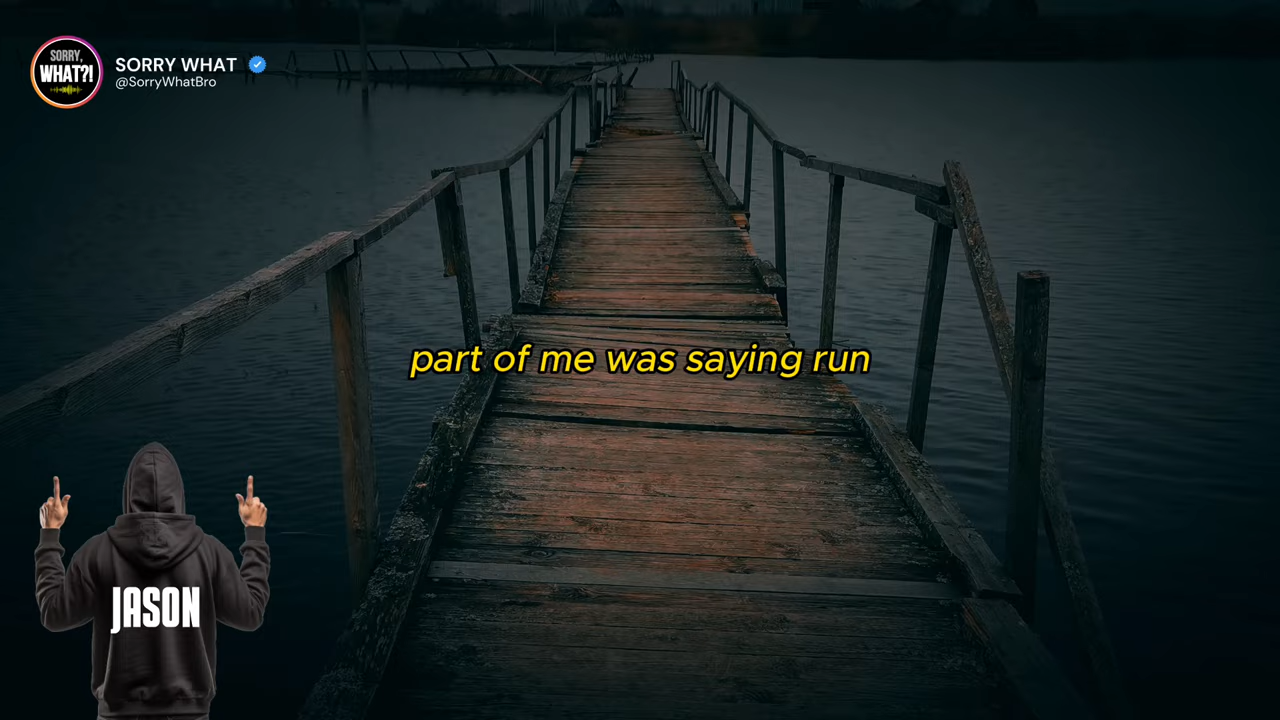 SORRY,
WHAT?!
SORRY WHAT
@SorryWhatBro
part of me was saying run
JASON